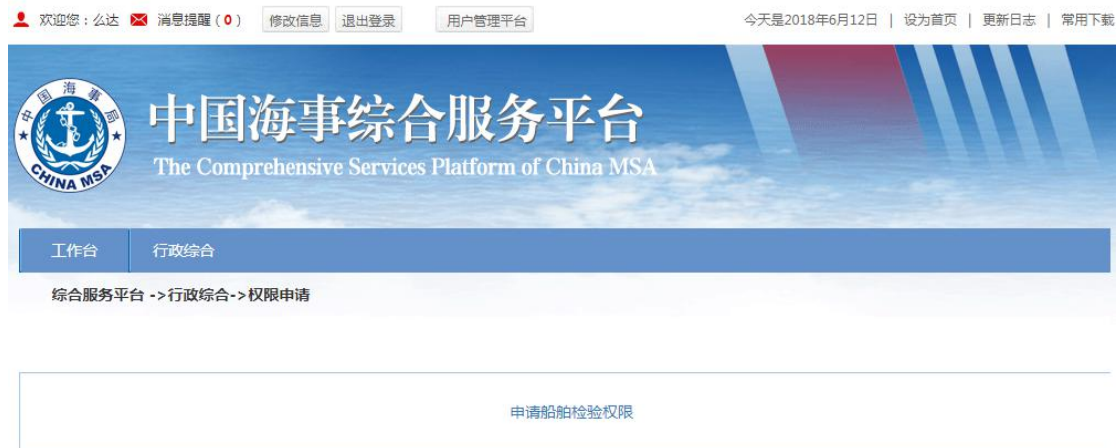 欢迎您：么达 消息提醒（0） 修改信息 退出登录 用户管理平台 今天是2018年6月12日 | 设为首页 | 更新日志 | 常用下载
中国海事局
CHINA MSA
中国海事综合服务平台
The Comprehensive Services Platform of China MSA
工作台 行政综合
综合服务平台 ->行政综合->权限申请
申请船舶检验权限